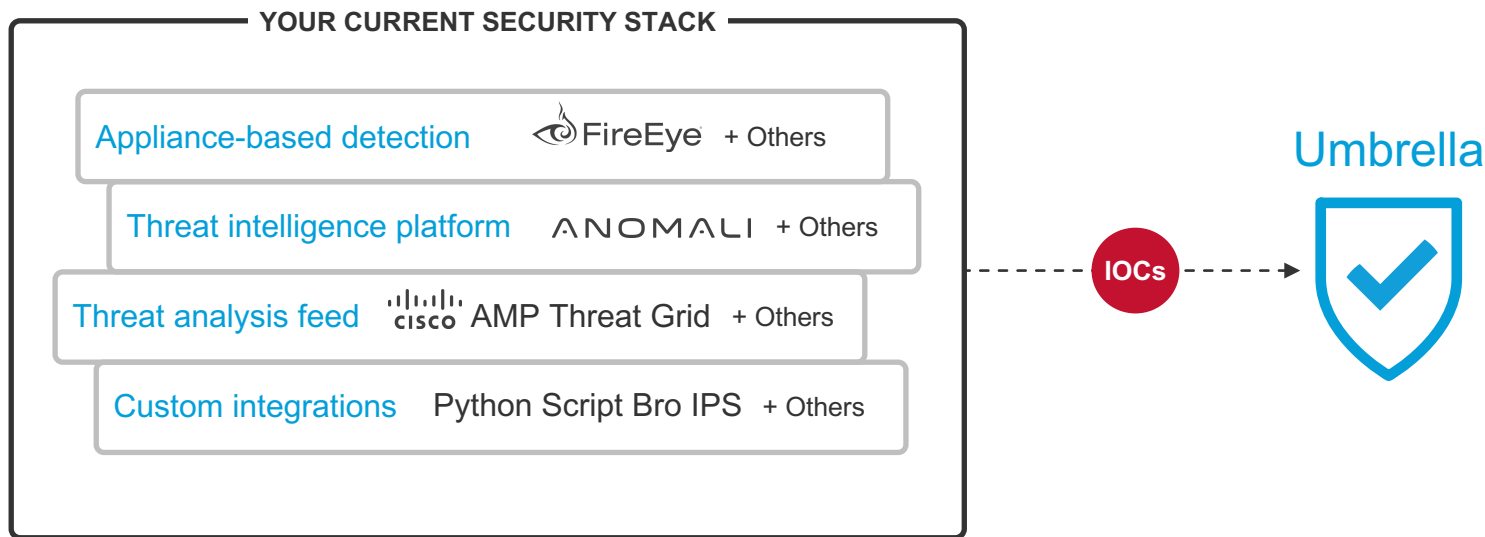 YOUR CURRENT SECURITY STACK
Appliance-based detection FireEye + Others
Umbrella
Threat intelligence platform ANOMALI + Others
IOCs
Threat analysis feed CISCO AMP Threat Grid + Others
Custom integrations Python Script Bro IPS + Others